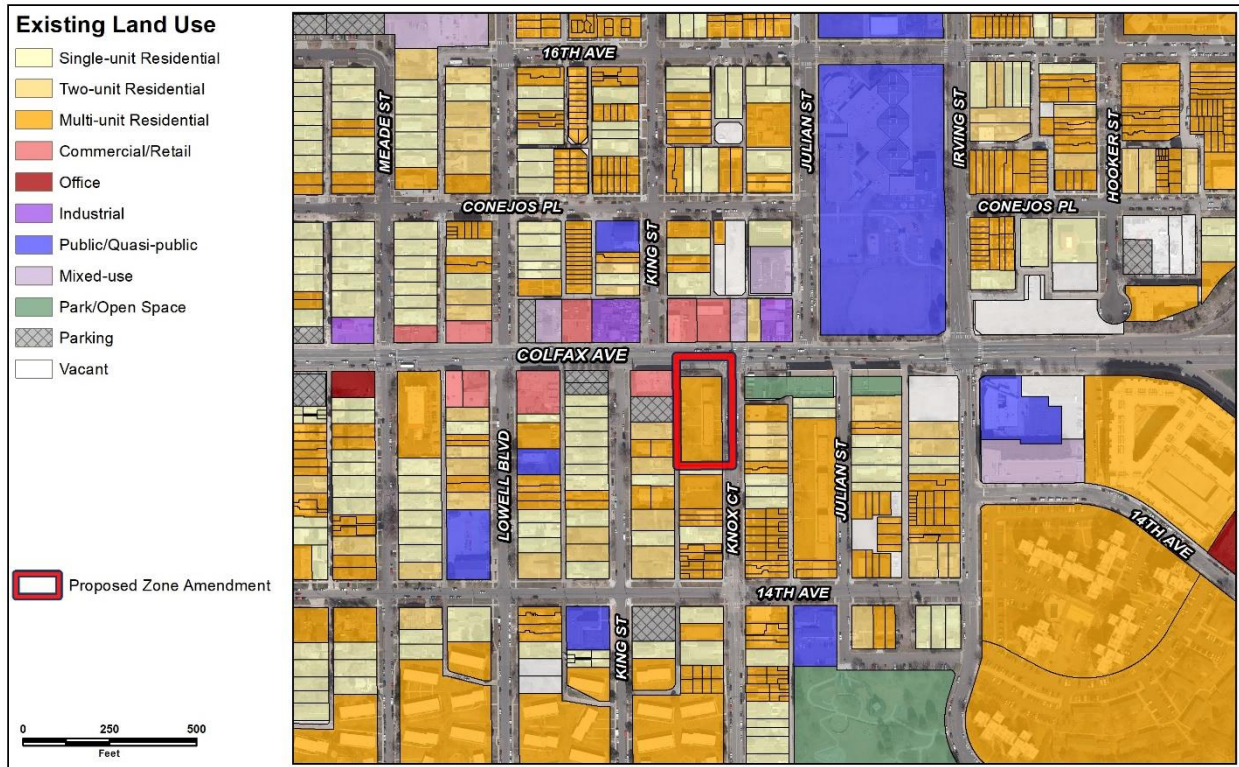 Existing Land Use
Single-unit Residential
Two-unit Residential
Multi-unit Residential
Commercial/Retail
Office
Industrial
Public/Quasi-public
Mixed-use
Park/Open Space
Parking
Vacant
Proposed Zone Amendment
0 250 500
Feet
16TH AVE
MEADE ST
JULIAN ST
IRVING ST
HOOKER ST
CONEJOS PL
CONEJOS PL
KING ST
COLFAX AVE
LOWELL BLVD
KNOX CT
JULIAN ST
14TH AVE
14TH AVE
KING ST